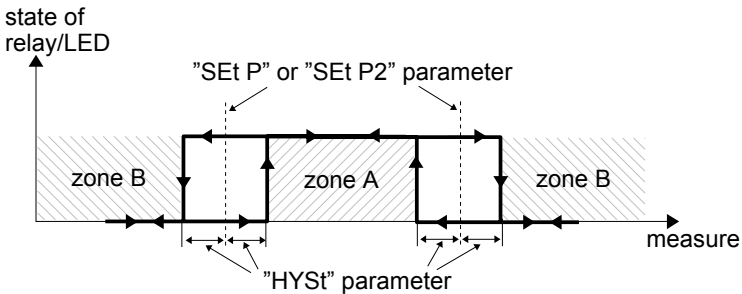 state of
relay/LED
”SEt P” or ”SEt P2” parameter
zone B
zone A
zone B
measure
”HYSt” parameter